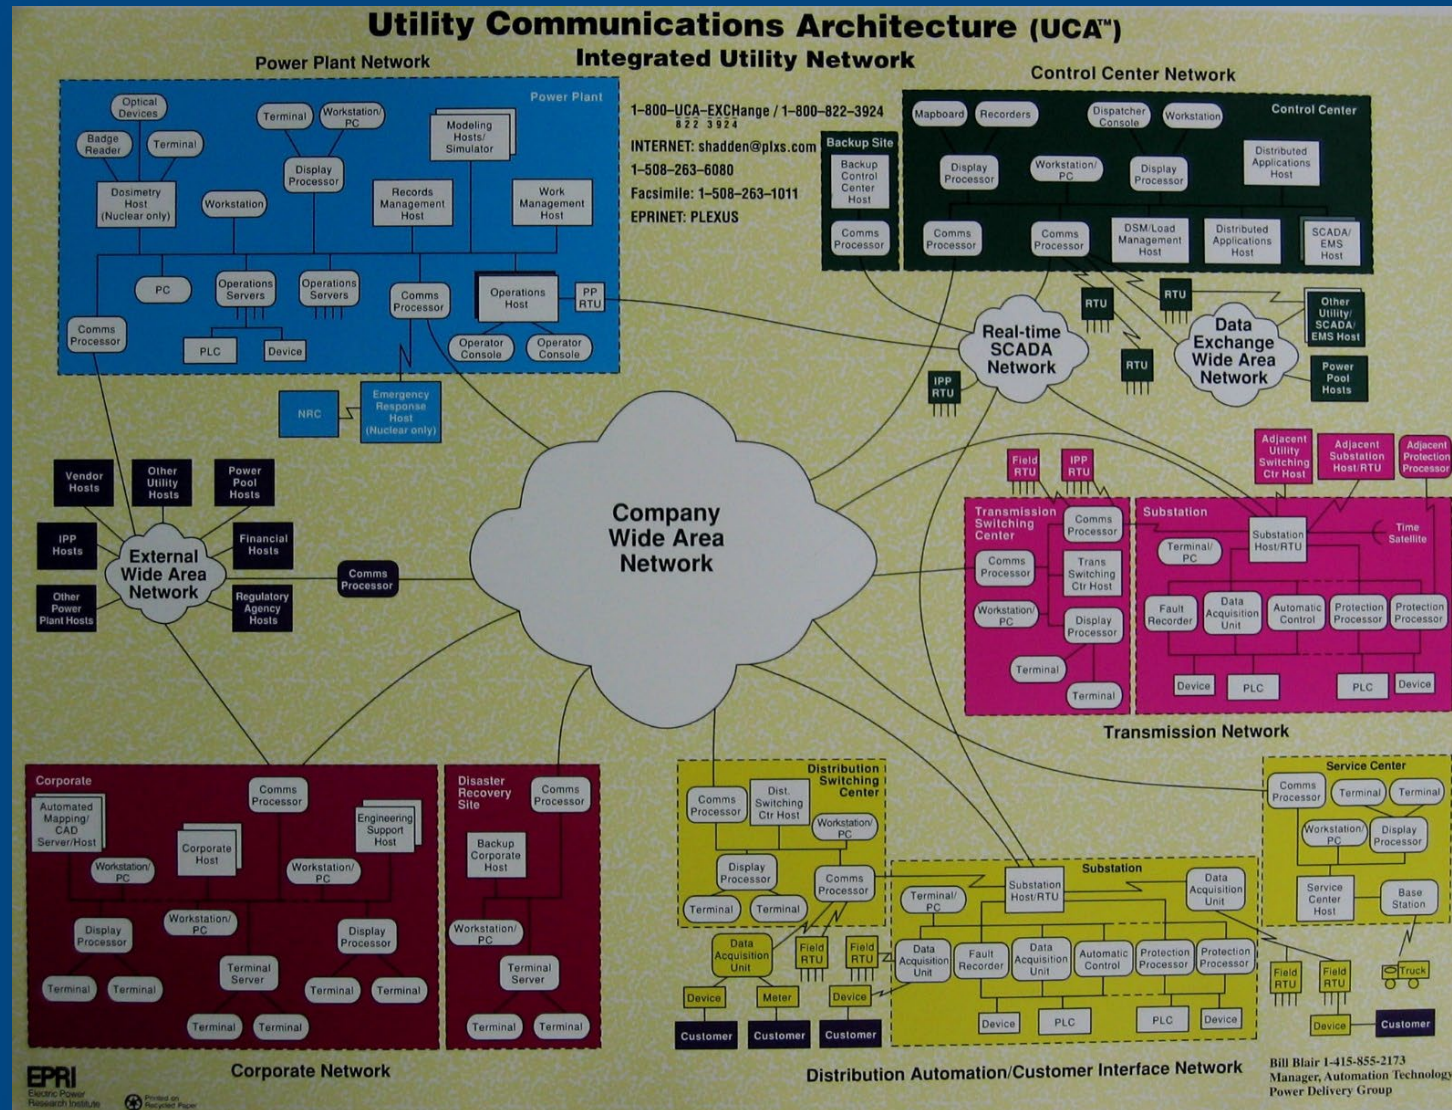 Utility Communications Architecture (UCA™)
Integrated Utility Network
Power Plant Network
Control Center Network
1-800-UCA-EXCHange / 1-800-822-3924
822 3924
INTERNET: shadden@plxs.com
1-508-263-6080
Facsimile: 1-508-263-1011
EPRINET: PLEXUS
Power Plant
Optical
Devices
Badge
Reader
Terminal
Dosimetry
Host
(Nuclear only)
Terminal
Workstation/
PC
Display
Processor
Workstation
Modeling
Hosts/
Simulator
Records
Management
Host
Work
Management
Host
Comms
Processor
PC
Operations
Servers
Operations
Servers
PLC
Device
Comms
Processor
Operations
Host
PP
RTU
Operator
Console
Operator
Console
NRC
Emergency
Response
Host
(Nuclear only)
Backup Site
Backup
Control
Center
Host
Comms
Processor
Control Center
Mapboard
Recorders
Dispatcher
Console
Workstation
Display
Processor
Workstation/
PC
Display
Processor
Distributed
Applications
Host
Comms
Processor
Comms
Processor
DSM/Load
Management
Host
Distributed
Applications
Host
SCADA/
EMS
Host
Real-time
SCADA
Network
RTU
RTU
RTU
IPP
RTU
Data
Exchange
Wide Area
Network
Other
Utility/
SCADA/
EMS Host
Power
Pool
Hosts
Vendor
Hosts
Other
Utility
Hosts
Power
Pool
Hosts
IPP
Hosts
External
Wide Area
Network
Financial
Hosts
Other
Power
Plant Hosts
Regulatory
Agency
Hosts
Comms
Processor
Company
Wide Area
Network
Field
RTU
IPP
RTU
Adjacent
Utility
Switching
Ctr Host
Adjacent
Substation
Host/RTU
Adjacent
Protection
Processor
Transmission
Switching
Center
Comms
Processor
Comms
Processor
Trans
Switching
Ctr Host
Workstation/
PC
Display
Processor
Terminal
Terminal
Substation
Terminal/
PC
Substation
Host/RTU
Time
Satellite
Fault
Recorder
Data
Acquisition
Unit
Automatic
Control
Protection
Processor
Protection
Processor
Device
PLC
PLC
Device
Transmission Network
Corporate
Automated
Mapping/
CAD
Server/Host
Comms
Processor
Corporate
Host
Engineering
Support
Host
Workstation/
PC
Workstation/
PC
Display
Processor
Workstation/
PC
Display
Processor
Terminal
Terminal
Terminal
Server
Terminal
Terminal
Terminal
Terminal
Disaster
Recovery
Site
Comms
Processor
Backup
Corporate
Host
Workstation/
PC
Terminal
Server
Terminal
Terminal
Corporate Network
Distribution
Switching
Center
Comms
Processor
Dist.
Switching
Ctr Host
Workstation/
PC
Display
Processor
Comms
Processor
Terminal
Terminal
Data
Acquisition
Unit
Field
RTU
Field
RTU
Device
Meter
Device
Customer
Customer
Customer
Substation
Terminal/
PC
Substation
Host/RTU
Data
Acquisition
Unit
Data
Acquisition
Unit
Fault
Recorder
Data
Acquisition
Unit
Automatic
Control
Protection
Processor
Protection
Processor
Device
PLC
PLC
Device
Service Center
Comms
Processor
Terminal
Terminal
Workstation/
PC
Display
Processor
Service
Center
Host
Base
Station
Field
RTU
Field
RTU
Truck
Device
Customer
Distribution Automation/Customer Interface Network
EPRI
Electric Power
Research Institute
Printed on
Recycled Paper
Bill Blair 1-415-855-2173
Manager, Automation Technology
Power Delivery Group